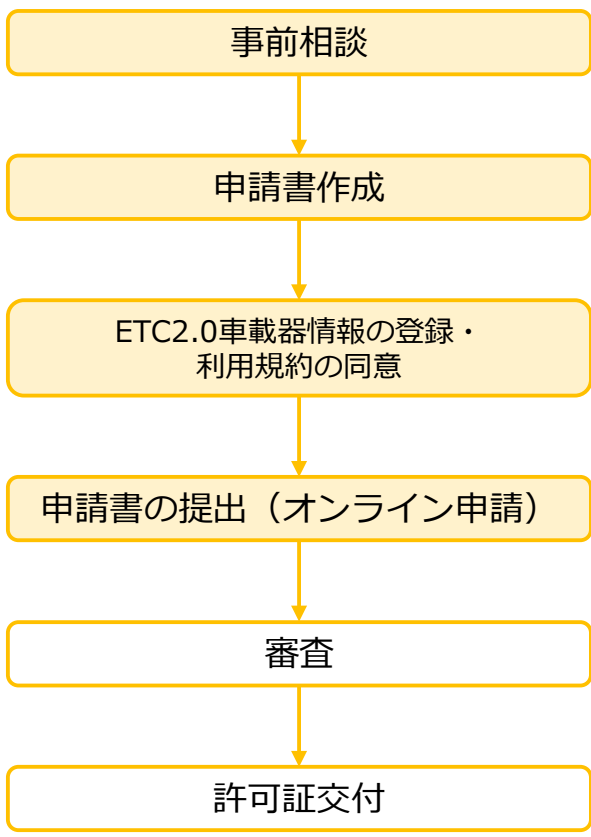 事前相談
申請書作成
ETC2.0車載器情報の登録・
利用規約の同意
申請書の提出（オンライン申請）
審査
許可証交付